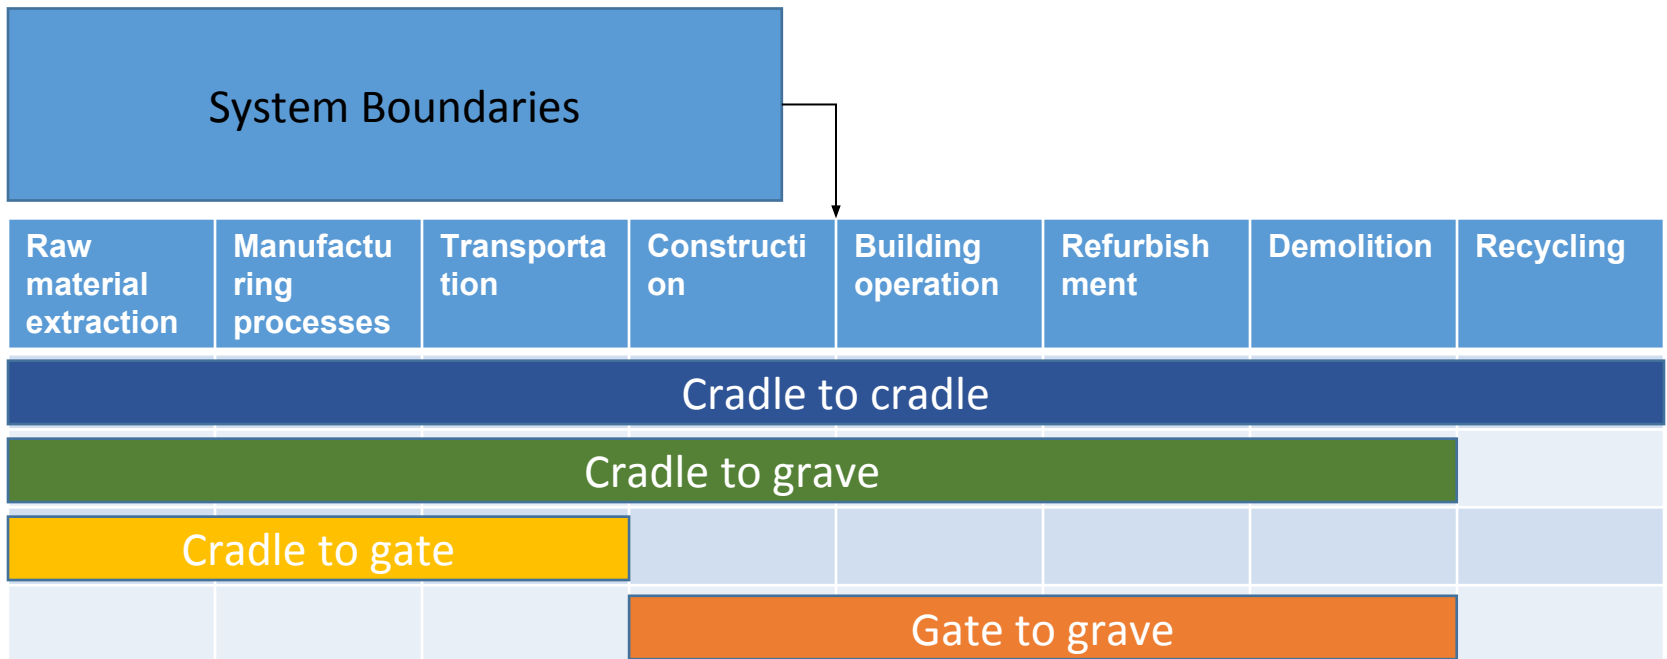 System Boundaries
Raw
material
extraction
Manufactu
ring
processes
Transporta
tion
Constructi
on
Building
operation
Refurbish
ment
Demolition
Recycling
Cradle to cradle
Cradle to grave
Cradle to gate
Gate to grave